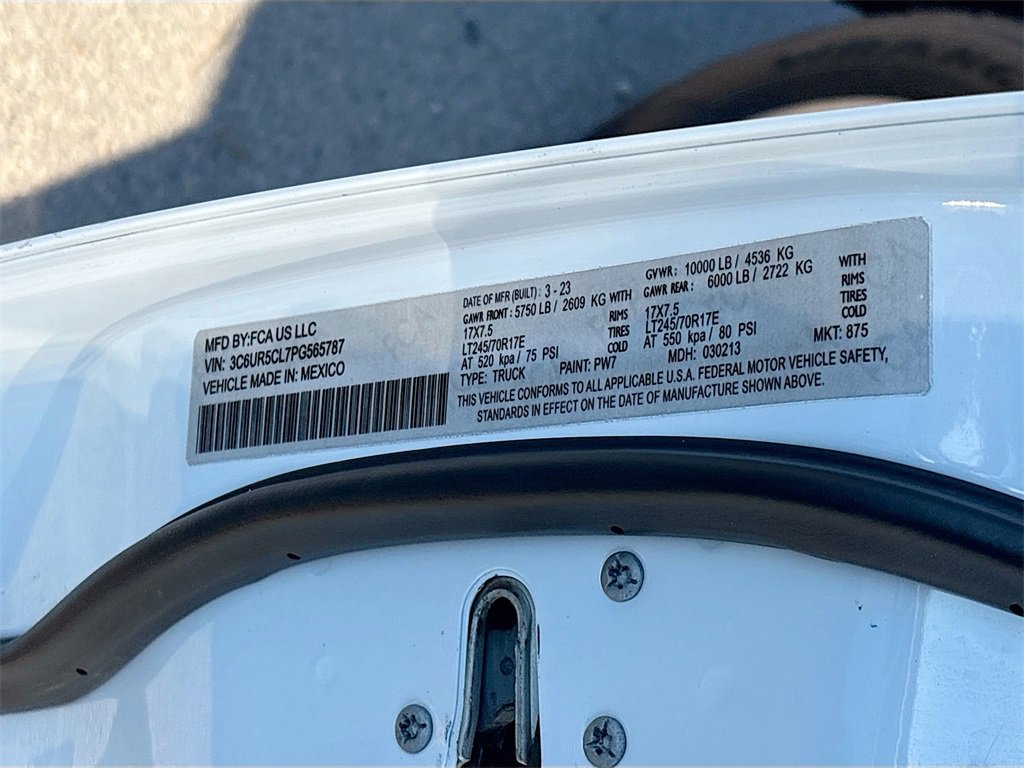 MFD BY:FCA US LLC
VIN: 3C6UR5CL7PG565787
VEHICLE MADE IN: MEXICO
DATE OF MFR (BUILT): 3 - 23
GAWR FRONT: 5750 LB / 2609 KG WITH
17X7.5 RIMS
LT245/70R17E TIRES
AT 520 kpa / 75 PSI COLD
TYPE: TRUCK PAINT: PW7
GVWR: 10000 LB / 4536 KG
GAWR REAR: 6000 LB / 2722 KG WITH
17X7.5 RIMS
LT245/70R17E TIRES
AT 550 kpa / 80 PSI COLD
MDH: 030213 MKT: 875
THIS VEHICLE CONFORMS TO ALL APPLICABLE U.S.A. FEDERAL MOTOR VEHICLE SAFETY,
STANDARDS IN EFFECT ON THE DATE OF MANUFACTURE SHOWN ABOVE.